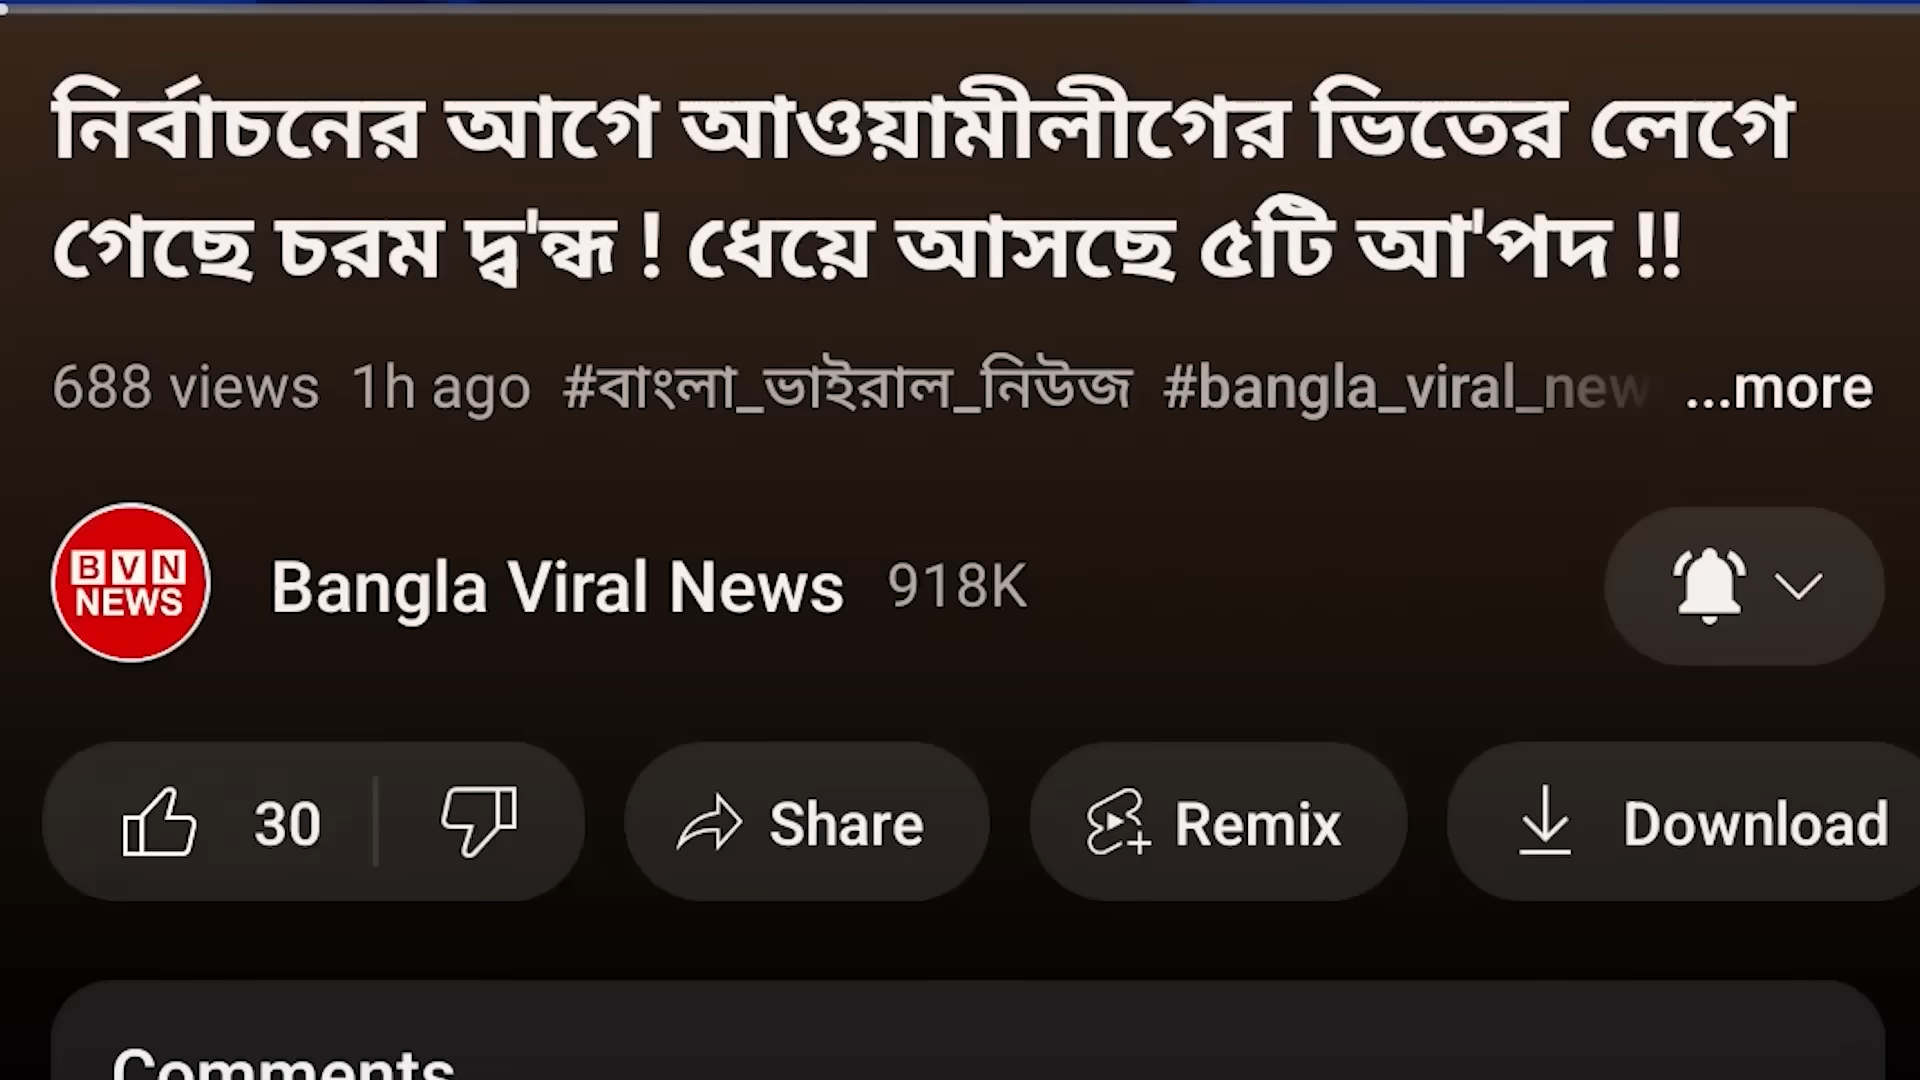 নির্বাচনের আগে আওয়ামীলীগের ভিতের লেগে
গেছে চরম দ্ব'ন্ধ ! ধেয়ে আসছে ৫টি আ'পদ !!
688 views 1h ago #বাংলা_ভাইরাল_নিউজ #bangla_viral_new ...more
BVN
NEWS
Bangla Viral News 918K
30 Share Remix Download
Comments